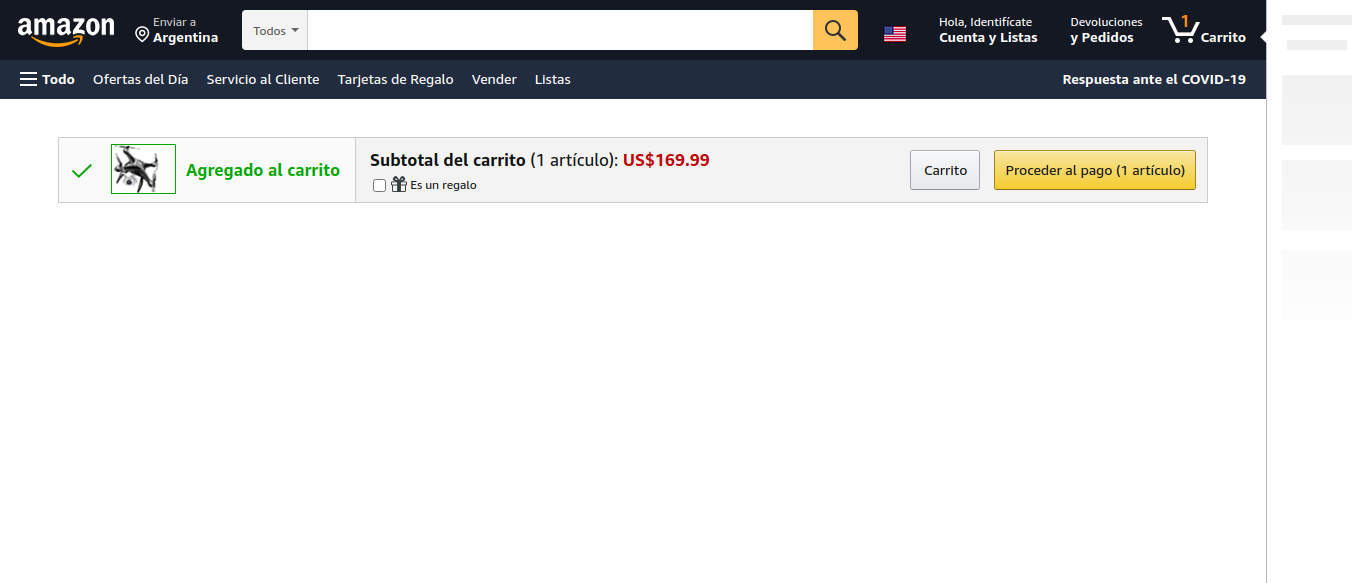 amazon
Enviar a
Argentina
Todos
Hola, Identifícate
Cuenta y Listas
Devoluciones
y Pedidos
1
Carrito
Todo
Ofertas del Día
Servicio al Cliente
Tarjetas de Regalo
Vender
Listas
Respuesta ante el COVID-19
Agregado al carrito
Subtotal del carrito (1 artículo): US$169.99
Es un regalo
Carrito
Proceder al pago (1 artículo)